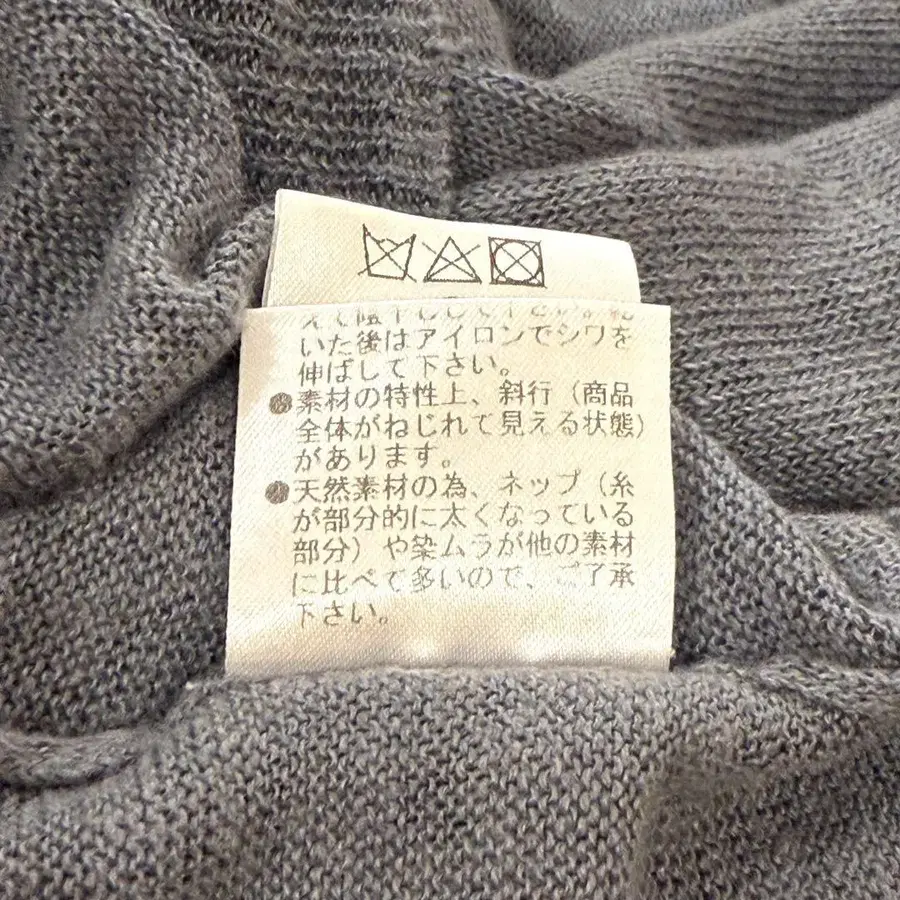 いた後はアイロンでシワを
伸ばして下さい。
●素材の特性上、斜行（商品
全体がねじれて見える状態）
があります。
●天然素材の為、ネップ（糸
が部分的に太くなっている
部分）や染ムラが他の素材
に比べて多いので、ご了承
下さい。